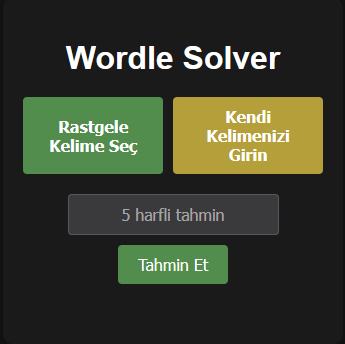 Wordle Solver
Rastgele
Kelime Seç
Kendi
Kelimenizi
Girin
5 harfli tahmin
Tahmin Et